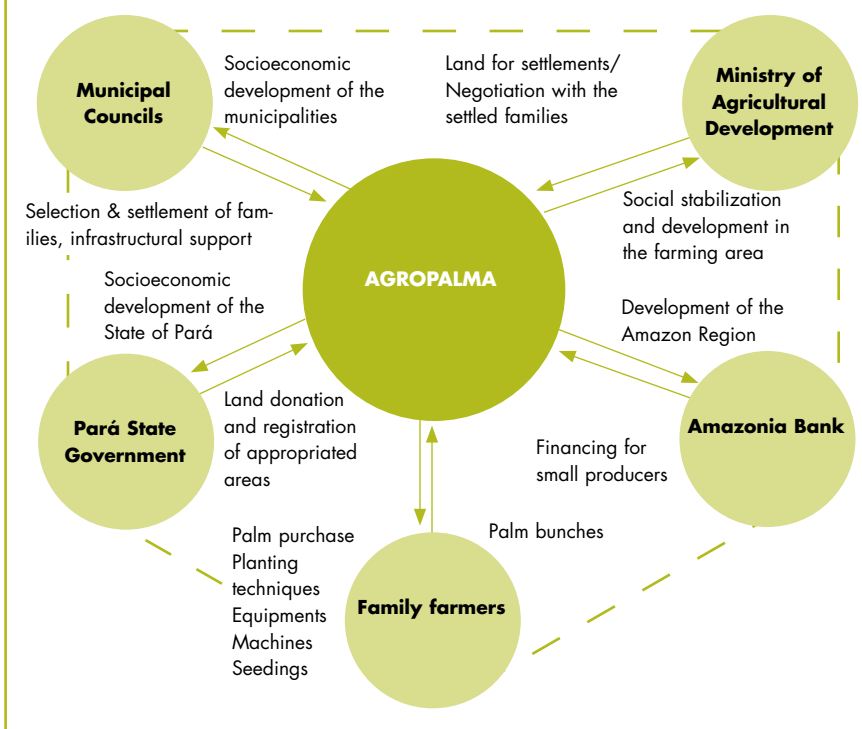 Municipal
Councils
Socioeconomic
development of the
municipalities
Land for settlements/
Negotiation with the
settled families
Ministry of
Agricultural
Development
Selection & settlement of fam-
ilies, infrastructural support
Social stabilization
and development in
the farming area
AGROPALMA
Socioeconomic
development of the
State of Pará
Development of the
Amazon Region
Pará State
Government
Land donation
and registration
of appropriated
areas
Amazonia Bank
Financing for
small producers
Palm purchase
Planting
techniques
Equipments
Machines
Seedings
Palm bunches
Family farmers